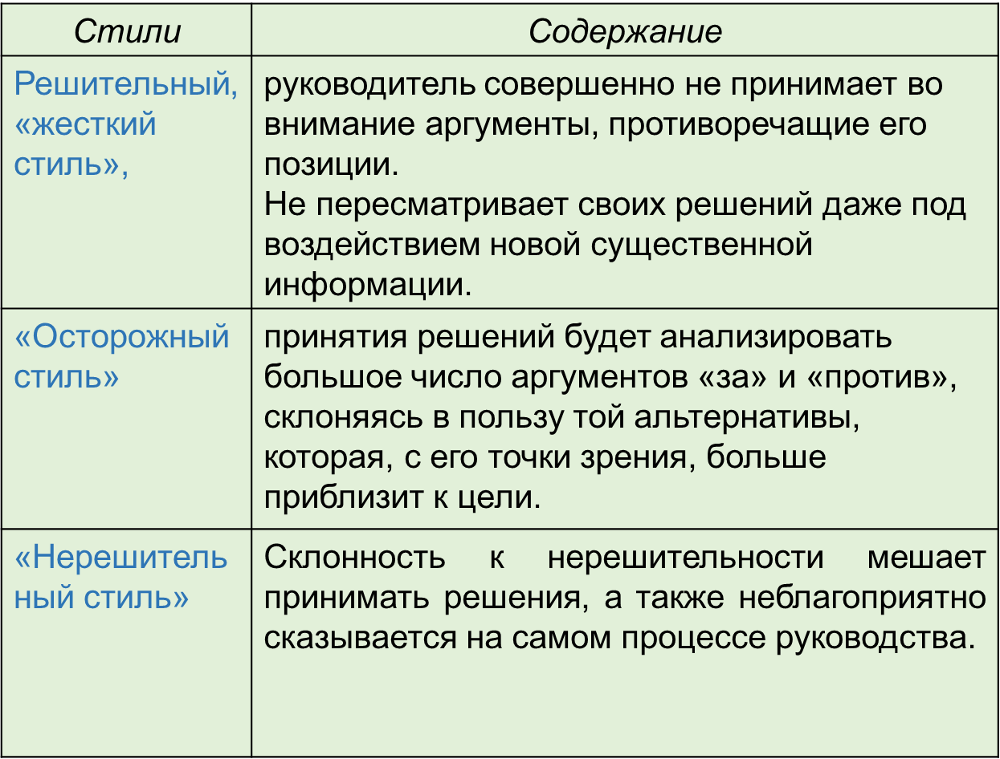 Стили
Содержание
Решительный,
«жесткий
стиль»,
руководитель совершенно не принимает во
внимание аргументы, противоречащие его
позиции.
Не пересматривает своих решений даже под
воздействием новой существенной
информации.
«Осторожный
стиль»
принятия решений будет анализировать
большое число аргументов «за» и «против»,
склоняясь в пользу той альтернативы,
которая, с его точки зрения, больше
приблизит к цели.
«Нерешитель
ный стиль»
Склонность к нерешительности мешает
принимать решения, а также неблагоприятно
сказывается на самом процессе руководства.